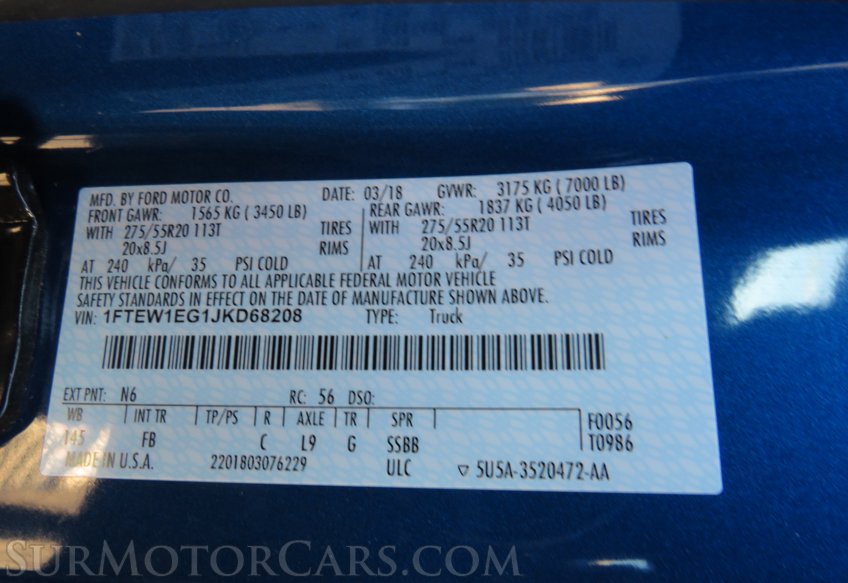 MFD. BY FORD MOTOR CO. DATE: 03/18 GVWR: 3175 KG ( 7000 LB)
FRONT GAWR: 1565 KG ( 3450 LB) REAR GAWR: 1837 KG ( 4050 LB)
WITH 275/55R20 113T TIRES WITH 275/55R20 113T TIRES
20x8.5J RIMS 20x8.5J RIMS
AT 240 kPa/ 35 PSI COLD AT 240 kPa/ 35 PSI COLD
THIS VEHICLE CONFORMS TO ALL APPLICABLE FEDERAL MOTOR VEHICLE
SAFETY STANDARDS IN EFFECT ON THE DATE OF MANUFACTURE SHOWN ABOVE.
VIN: 1FTEW1EG1JKD68208 TYPE: Truck
EXT PNT: N6 RC: 56 DSO:
WB INT TR TP/PS R AXLE TR SPR F0056
145 FB C L9 G SSBB T0986
MADE IN U.S.A. 2201803076229 ULC ▽ 5U5A-3520472-AA
SURMOTORCARS.COM